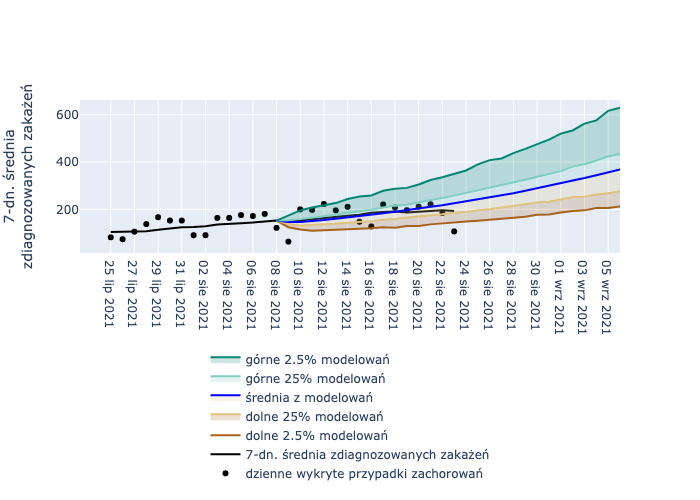 7-dn. średnia
zdiagnozowanych zakażeń
600
400
200
25 lip 2021
27 lip 2021
29 lip 2021
31 lip 2021
02 sie 2021
04 sie 2021
06 sie 2021
08 sie 2021
10 sie 2021
12 sie 2021
14 sie 2021
16 sie 2021
18 sie 2021
20 sie 2021
22 sie 2021
24 sie 2021
26 sie 2021
28 sie 2021
30 sie 2021
01 wrz 2021
03 wrz 2021
05 wrz 2021
górne 2.5% modelowań
górne 25% modelowań
średnia z modelowań
dolne 25% modelowań
dolne 2.5% modelowań
7-dn. średnia zdiagnozowanych zakażeń
dzienne wykryte przypadki zachorowań